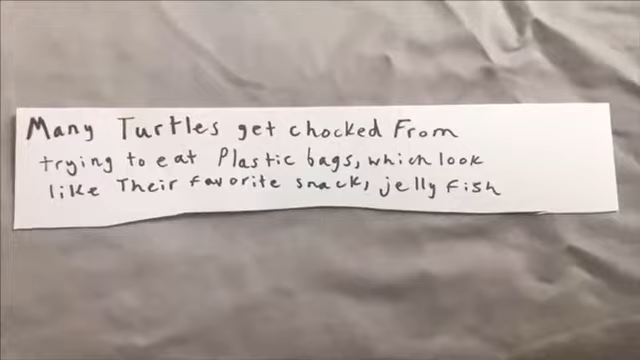 Many Turtles get chocked From
trying to eat Plastic bags, which look
like Their favorite snack, jelly fish